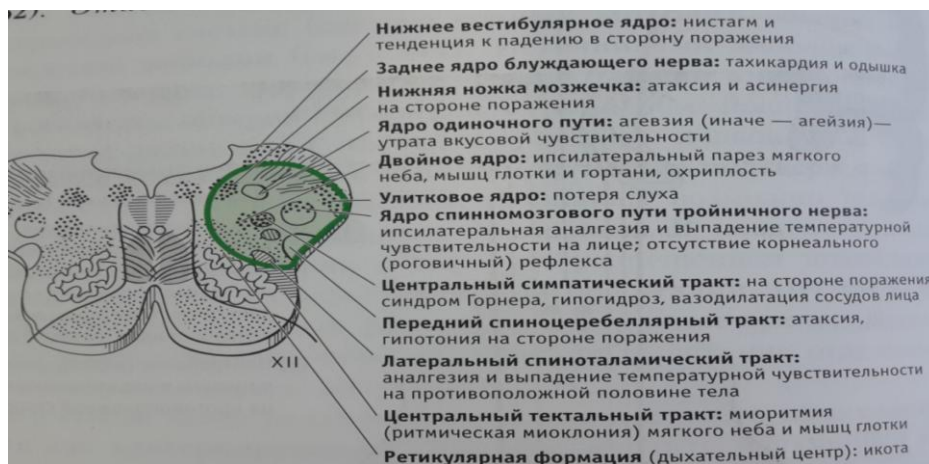 Нижнее вестибулярное ядро: нистагм и
тенденция к падению в сторону поражения
Заднее ядро блуждающего нерва: тахикардия и одышка
Нижняя ножка мозжечка: атаксия и асинергия
на стороне поражения
Ядро одиночного пути: агевзия (иначе — агейзия)—
утрата вкусовой чувствительности
Двойное ядро: ипсилатеральный парез мягкого
неба, мышц глотки и гортани, охриплость
Улитковое ядро: потеря слуха
Ядро спинномозгового пути тройничного нерва:
ипсилатеральная аналгезия и выпадение температурной
чувствительности на лице; отсутствие корнеального
(роговичный) рефлекса
Центральный симпатический тракт: на стороне поражения
синдром Горнера, гипогидроз, вазодилатация сосудов лица
Передний спиноцеребеллярный тракт: атаксия,
гипотония на стороне поражения
XII
Латеральный спиноталамический тракт:
аналгезия и выпадение температурной чувствительности
на противоположной половине тела
Центральный тектальный тракт: миоритмия
(ритмическая миоклония) мягкого неба и мышц глотки
Ретикулярная формация (дыхательный центр): икота